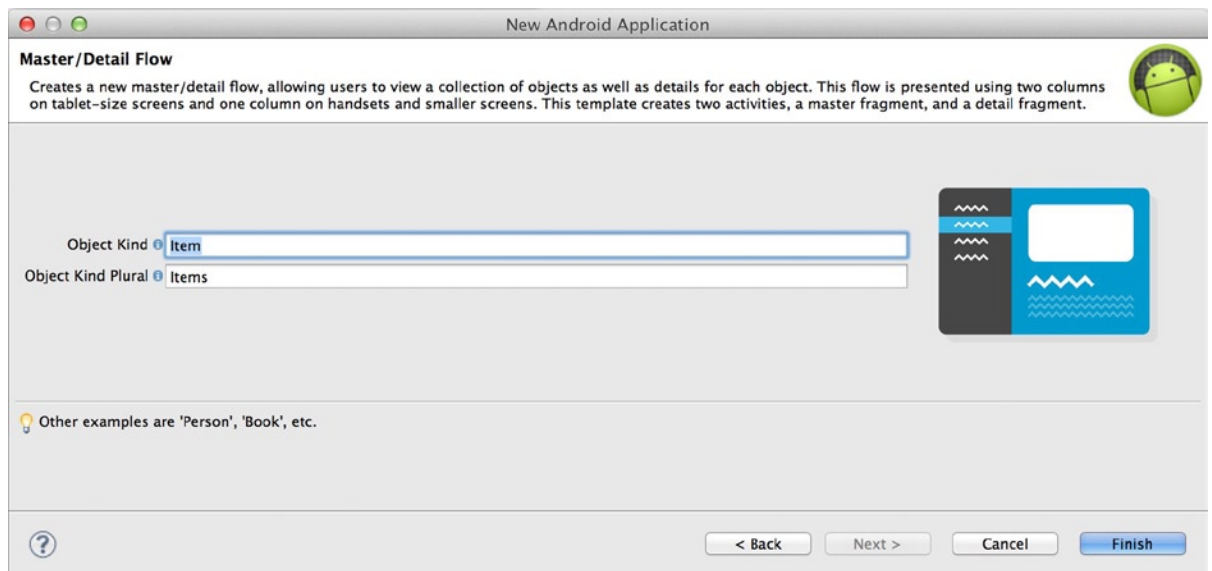 New Android Application
Master/Detail Flow
Creates a new master/detail flow, allowing users to view a collection of objects as well as details for each object. This flow is presented using two columns
on tablet-size screens and one column on handsets and smaller screens. This template creates two activities, a master fragment, and a detail fragment.
Object Kind Item
Object Kind Plural Items
Other examples are 'Person', 'Book', etc.
? < Back Next > Cancel Finish